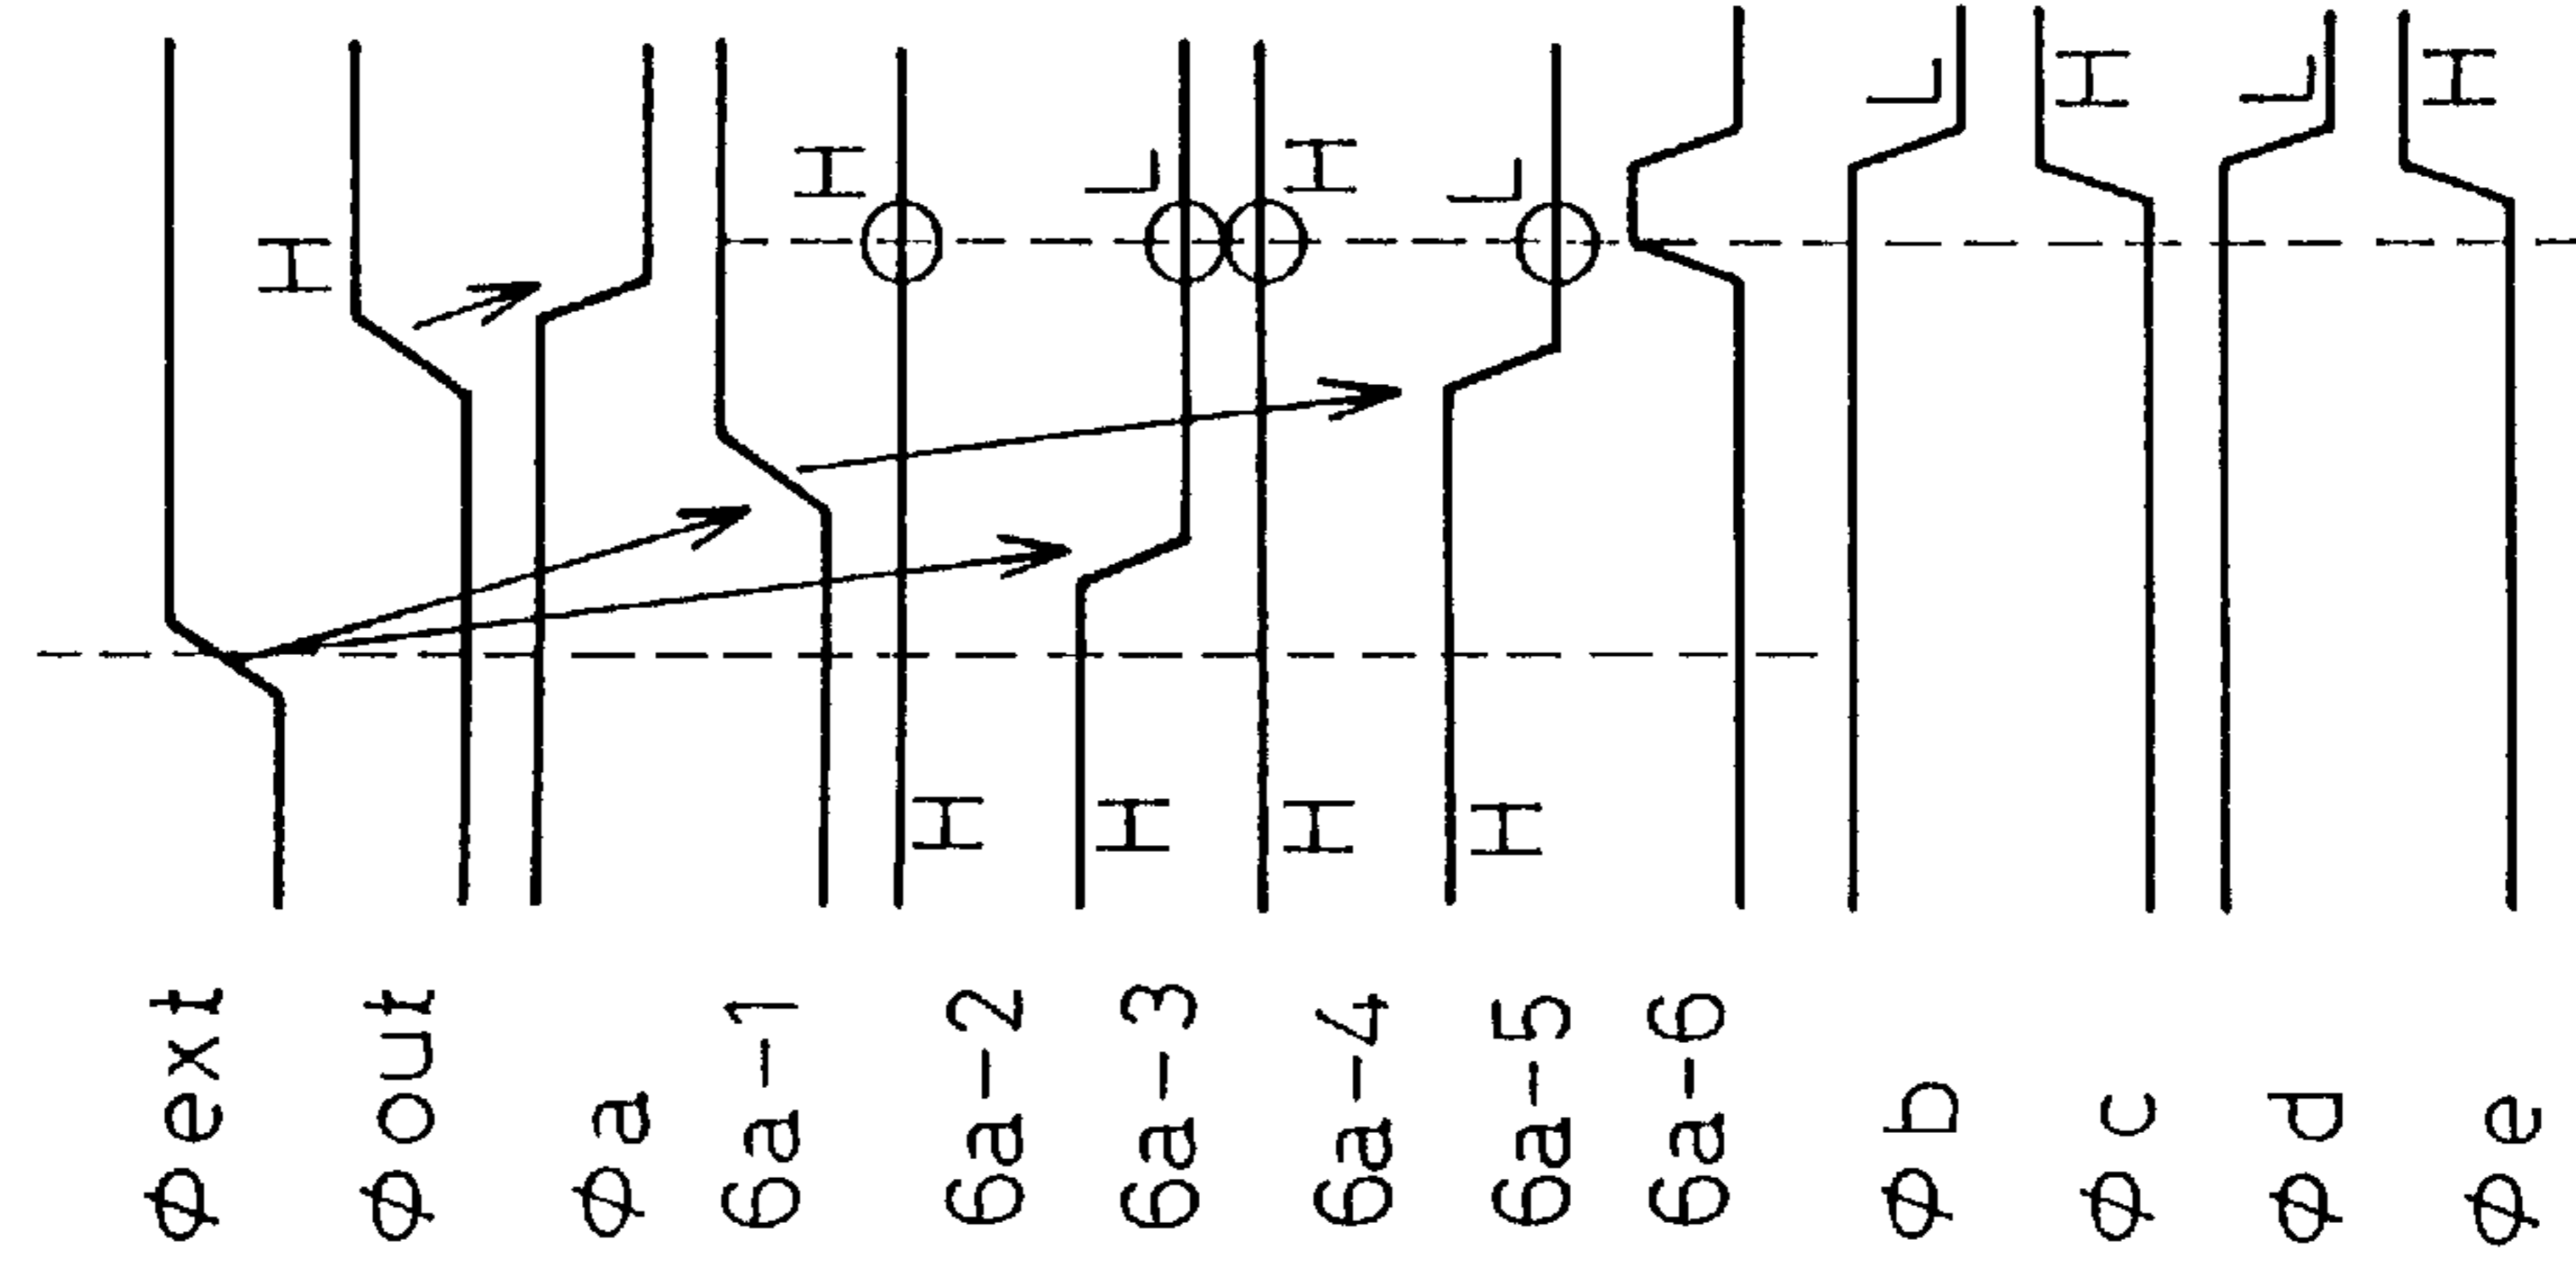 φext
φout H
φa
6a-1
6a-2 H H
6a-3 H L
6a-4 H H
6a-5 H L
6a-6
φb L
φc H
φd L
φe H